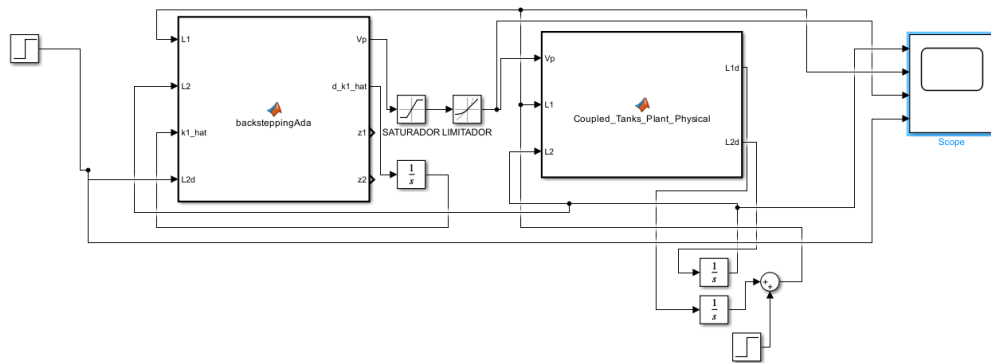 L1
Vp
L2
d_k1_hat
backsteppingAda
k1_hat
z1
L2d
z2
SATURADOR
LIMITADOR
1
s
Vp
L1d
L1
Coupled_Tanks_Plant_Physical
L2
L2d
Scope
1
s
1
s
+
+